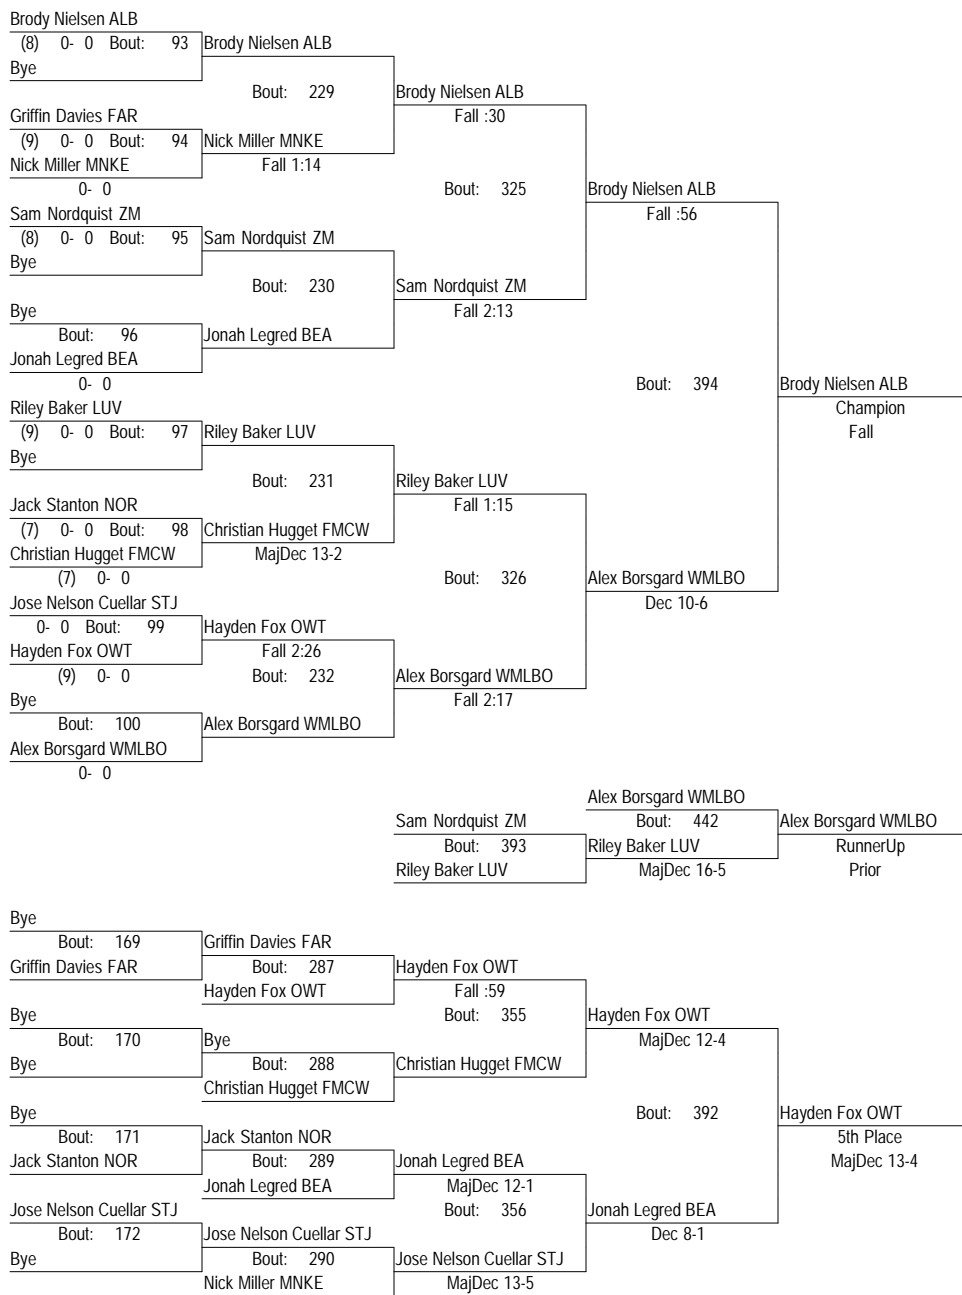 Brody Nielsen ALB
(8) 0- 0 Bout: 93 Brody Nielsen ALB
Bye
Bout: 229 Brody Nielsen ALB
Griffin Davies FAR Fall :30
(9) 0- 0 Bout: 94 Nick Miller MNKE
Nick Miller MNKE Fall 1:14
0- 0 Bout: 325 Brody Nielsen ALB
Sam Nordquist ZM Fall :56
(8) 0- 0 Bout: 95 Sam Nordquist ZM
Bye
Bout: 230 Sam Nordquist ZM
Bye Fall 2:13
Bout: 96 Jonah Legred BEA
Jonah Legred BEA
0- 0 Bout: 394 Brody Nielsen ALB
Riley Baker LUV Champion
(9) 0- 0 Bout: 97 Riley Baker LUV Fall
Bye
Bout: 231 Riley Baker LUV
Jack Stanton NOR Fall 1:15
(7) 0- 0 Bout: 98 Christian Hugget FMCW
Christian Hugget FMCW MajDec 13-2
(7) 0- 0 Bout: 326 Alex Borsgard WMLBO
Jose Nelson Cuellar STJ Dec 10-6
0- 0 Bout: 99 Hayden Fox OWT
Hayden Fox OWT Fall 2:26
(9) 0- 0 Bout: 232 Alex Borsgard WMLBO
Bye Fall 2:17
Bout: 100 Alex Borsgard WMLBO
Alex Borsgard WMLBO
0- 0
Alex Borsgard WMLBO
Sam Nordquist ZM Bout: 442 Alex Borsgard WMLBO
Bout: 393 Riley Baker LUV RunnerUp
Riley Baker LUV MajDec 16-5 Prior
Bye
Bout: 169 Griffin Davies FAR
Griffin Davies FAR Bout: 287 Hayden Fox OWT
Hayden Fox OWT Fall :59
Bye Bout: 355 Hayden Fox OWT
Bout: 170 Bye MajDec 12-4
Bye Bout: 288 Christian Hugget FMCW
Christian Hugget FMCW
Bye Bout: 392 Hayden Fox OWT
Bout: 171 Jack Stanton NOR 5th Place
Jack Stanton NOR Bout: 289 Jonah Legred BEA MajDec 13-4
Jonah Legred BEA MajDec 12-1
Jose Nelson Cuellar STJ Bout: 356 Jonah Legred BEA
Bout: 172 Jose Nelson Cuellar STJ Dec 8-1
Bye Bout: 290 Jose Nelson Cuellar STJ
Nick Miller MNKE MajDec 13-5